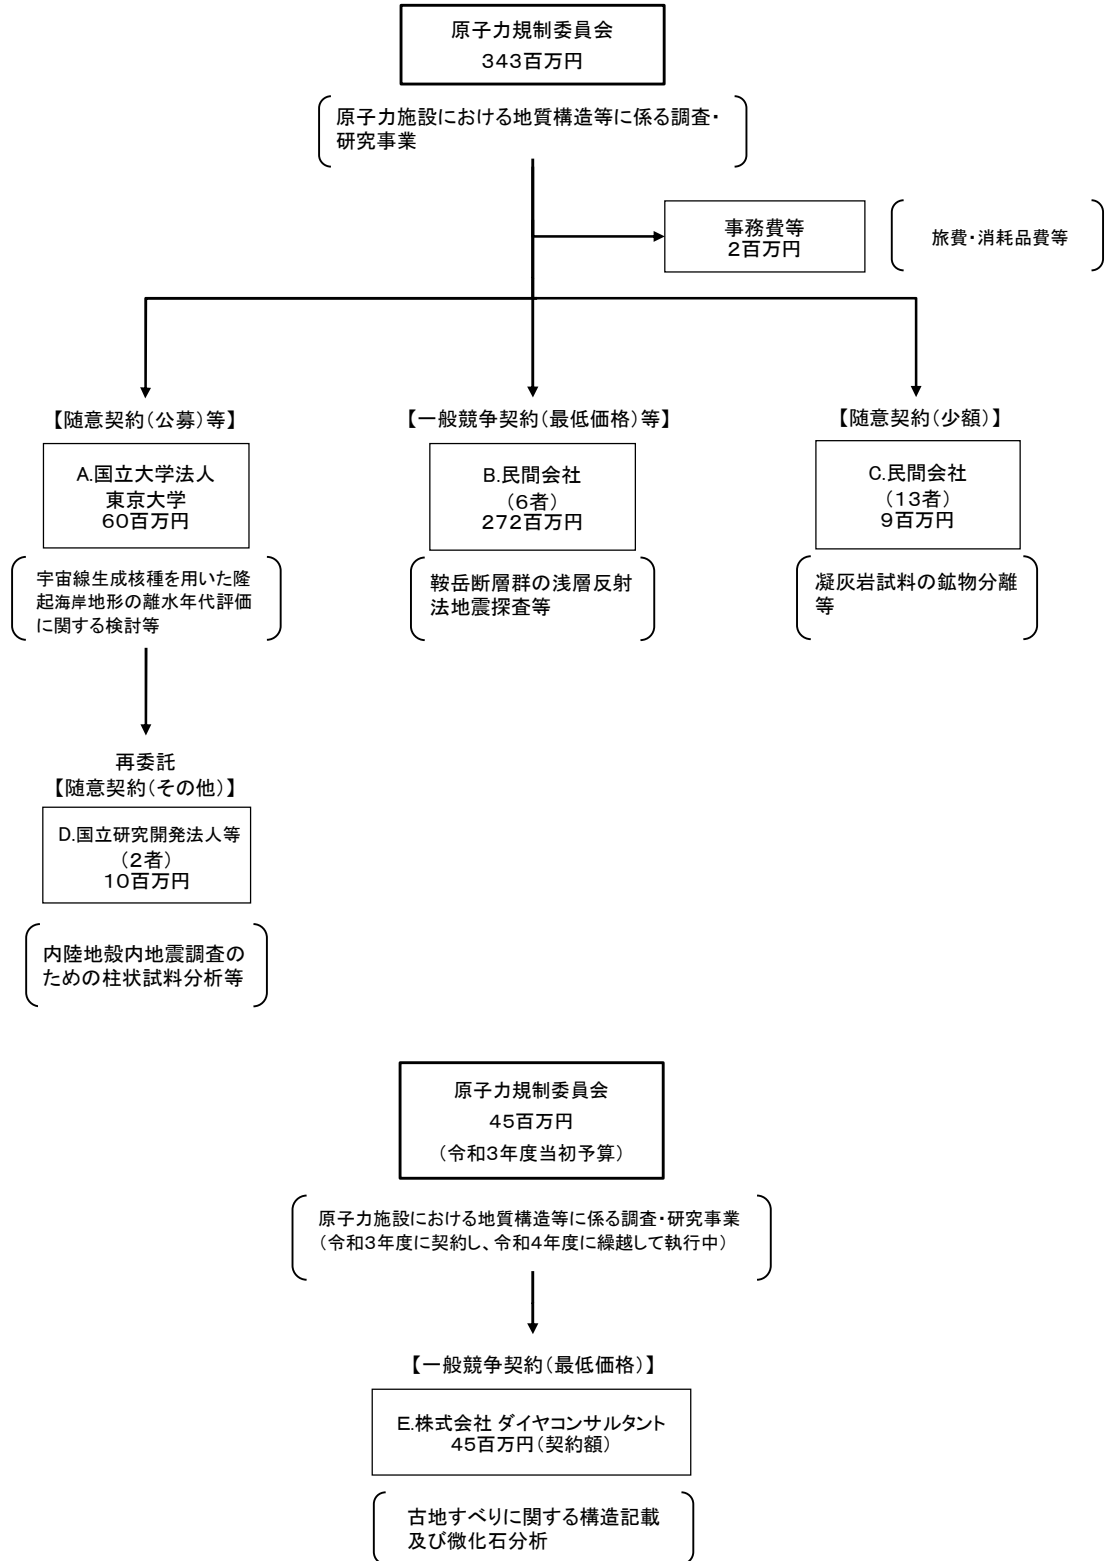 原子力規制委員会
343百万円
原子力施設における地質構造等に係る調査・
研究事業
事務費等
2百万円
旅費・消耗品費等
【随意契約(公募)等】
A.国立大学法人
東京大学
60百万円
宇宙線生成核種を用いた隆
起海岸地形の離水年代評価
に関する検討等
【一般競争契約(最低価格)等】
B.民間会社
(6者)
272百万円
鞍岳断層群の浅層反射
法地震探査等
【随意契約(少額)】
C.民間会社
(13者)
9百万円
凝灰岩試料の鉱物分離
等
再委託
【随意契約(その他)】
D.国立研究開発法人等
(2者)
10百万円
内陸地殻内地震調査の
ための柱状試料分析等
原子力規制委員会
45百万円
(令和3年度当初予算)
原子力施設における地質構造等に係る調査・研究事業
(令和3年度に契約し、令和4年度に繰越して執行中)
【一般競争契約(最低価格)】
E.株式会社 ダイヤコンサルタント
45百万円(契約額)
古地すべりに関する構造記載
及び微化石分析